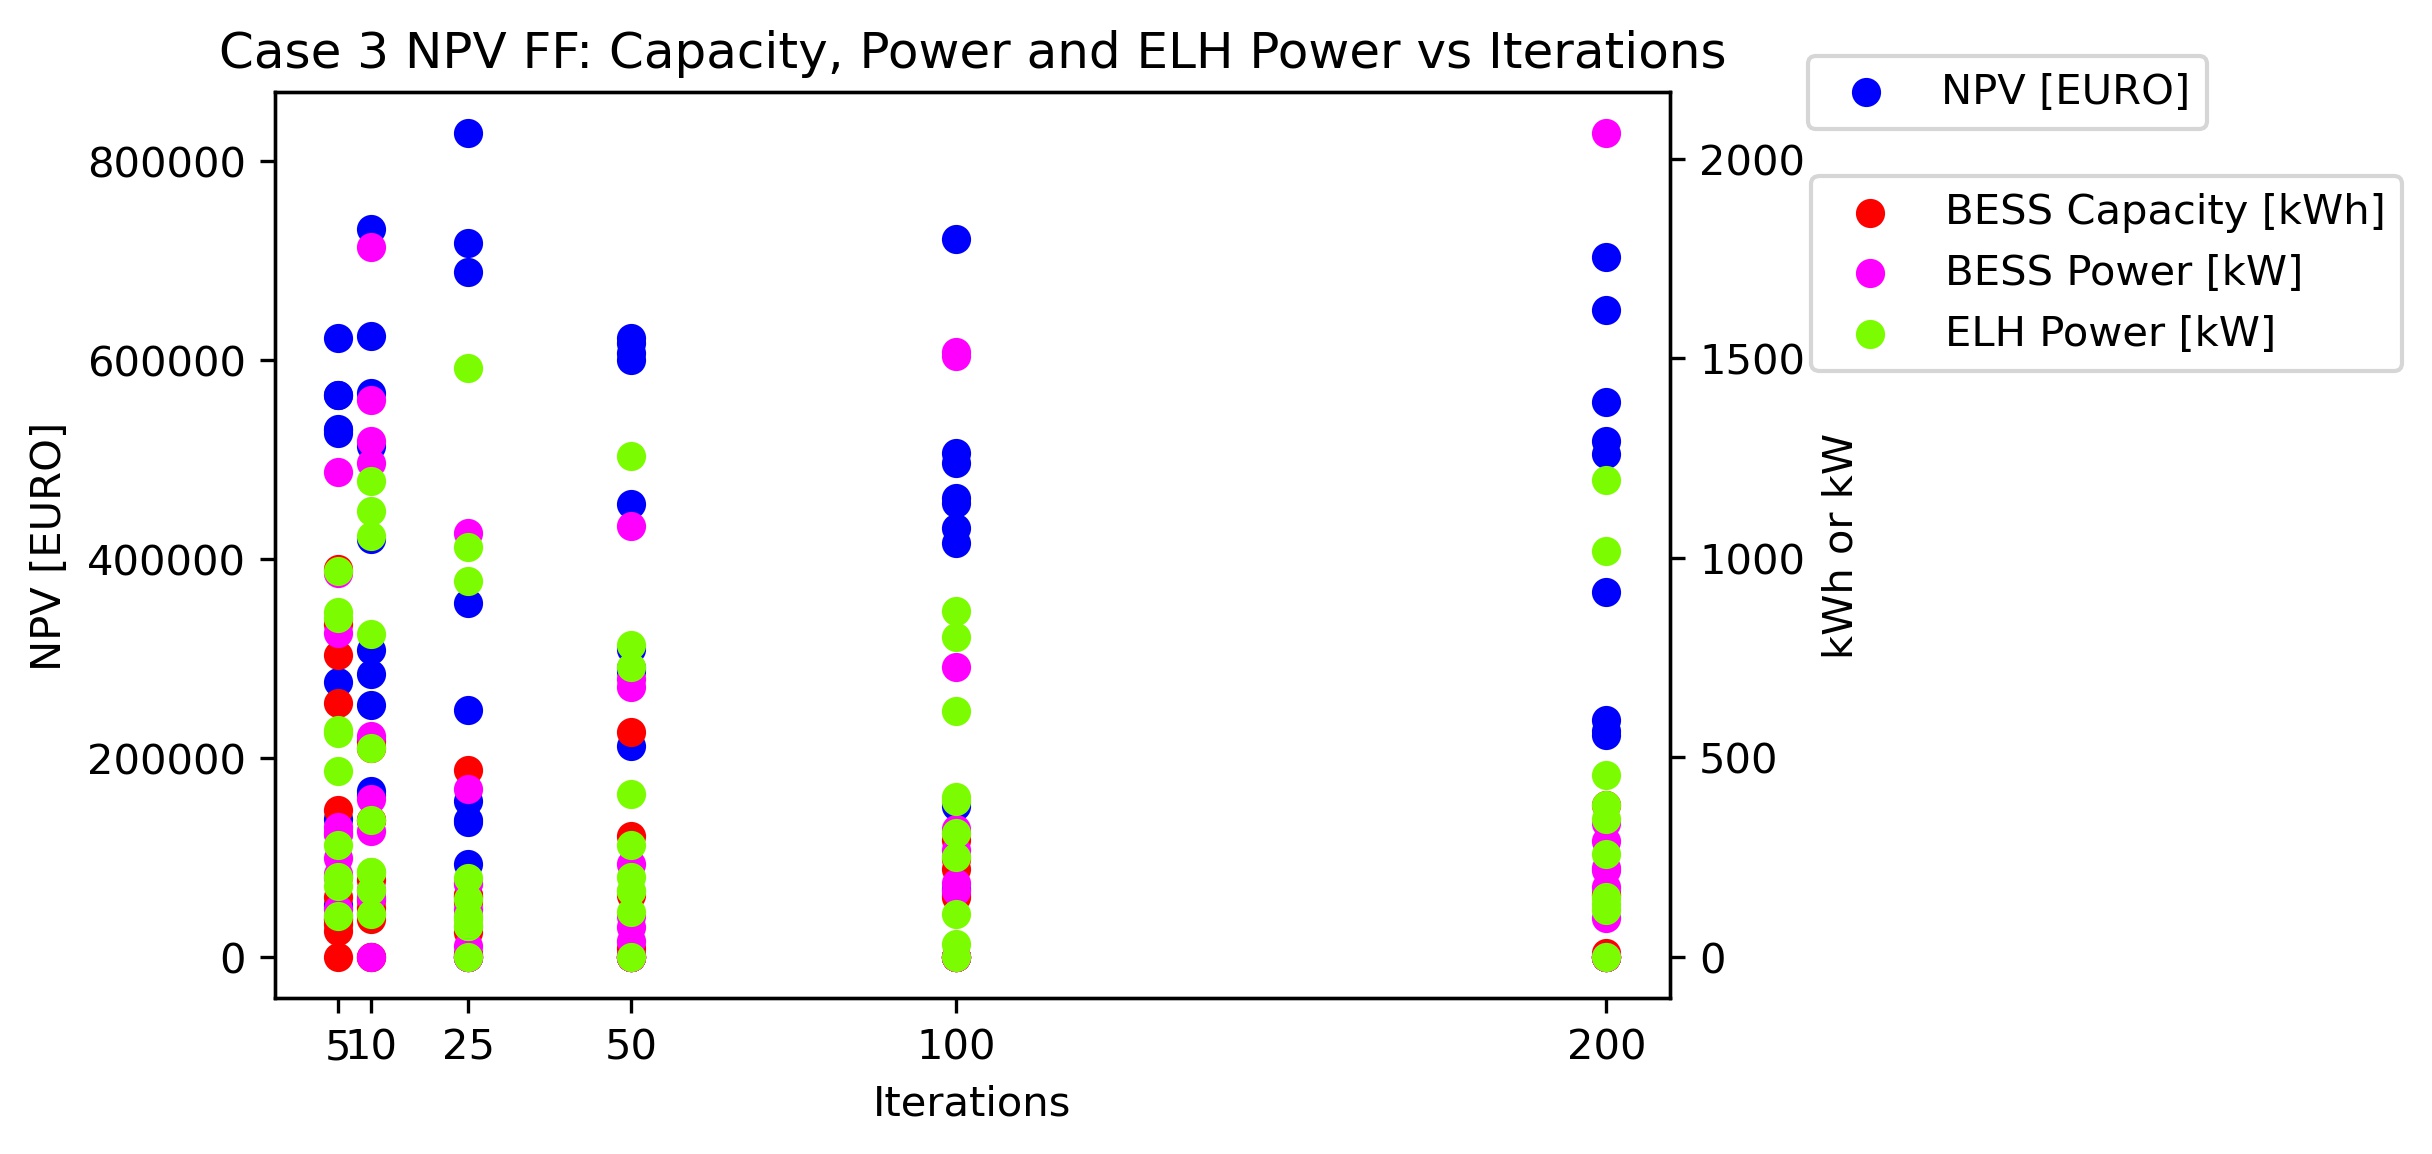 Case 3 NPV FF: Capacity, Power and ELH Power vs Iterations
NPV [EURO]
BESS Capacity [kWh]
BESS Power [kW]
ELH Power [kW]
NPV [EURO]
800000
600000
400000
200000
0
2000
1500
1000
500
0
kWh or kW
5 10 25 50 100 200
Iterations